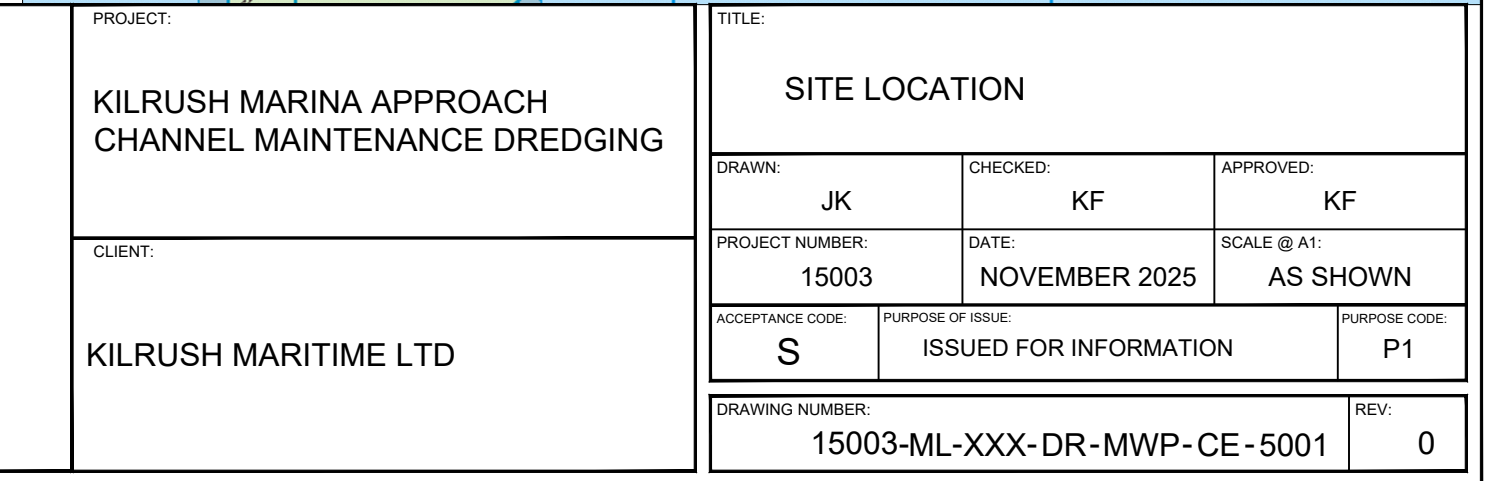 PROJECT:
KILRUSH MARINA APPROACH
CHANNEL MAINTENANCE DREDGING
CLIENT:
KILRUSH MARITIME LTD
TITLE:
SITE LOCATION
DRAWN:
JK
CHECKED:
KF
APPROVED:
KF
PROJECT NUMBER:
15003
DATE:
NOVEMBER 2025
SCALE @ A1:
AS SHOWN
ACCEPTANCE CODE:
S
PURPOSE OF ISSUE:
ISSUED FOR INFORMATION
PURPOSE CODE:
P1
DRAWING NUMBER:
15003-ML-XXX-DR-MWP-CE-5001
REV:
0